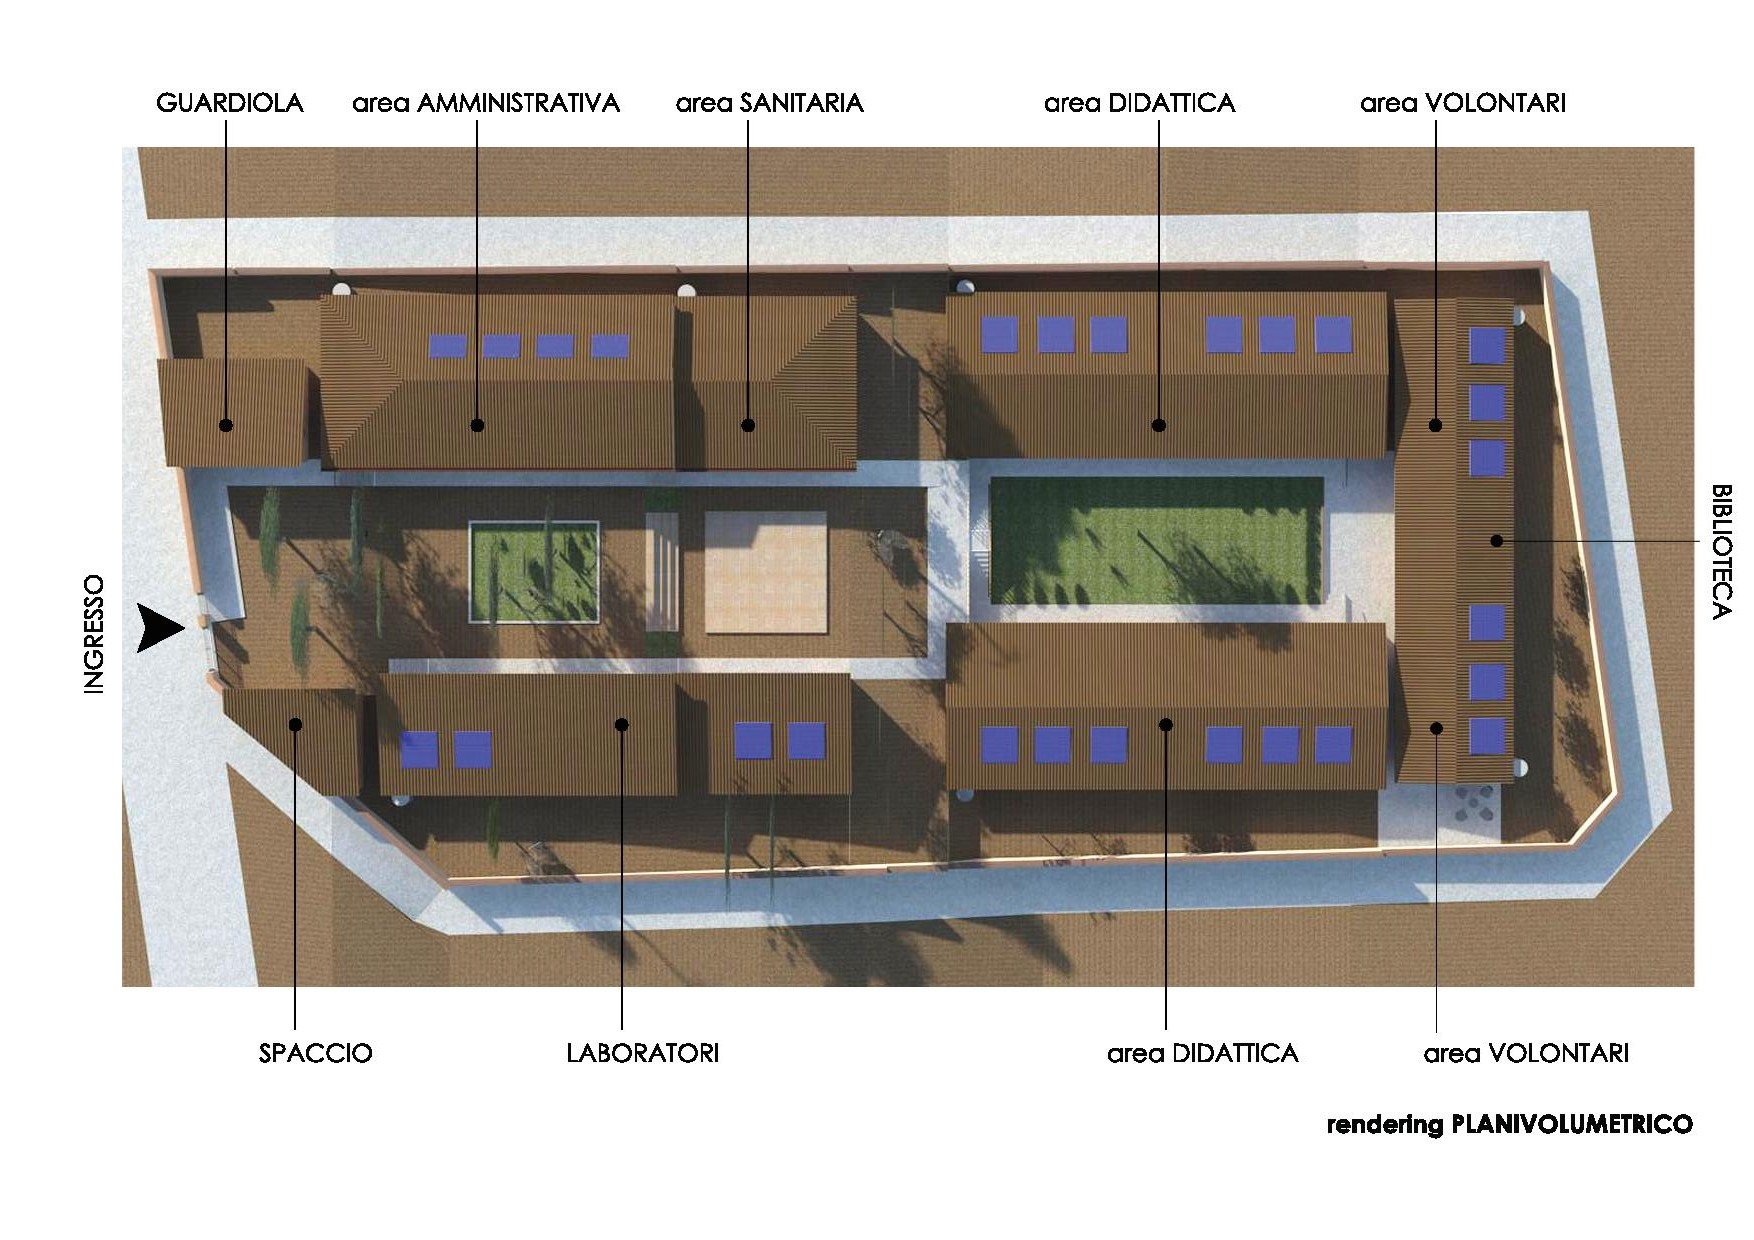 GUARDIOLA
area AMMINISTRATIVA
area SANITARIA
area DIDATTICA
area VOLONTARI
BIBLIOTECA
INGRESSO
SPACCIO
LABORATORI
area DIDATTICA
area VOLONTARI
rendering PLANIVOLUMETRICO